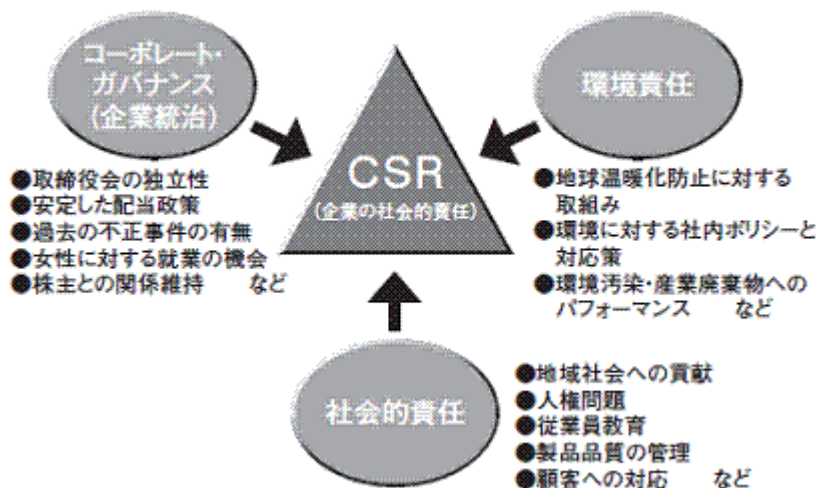 コーポレート・
ガバナンス
(企業統治)
●取締役会の独立性
●安定した配当政策
●過去の不正事件の有無
●女性に対する就業の機会
●株主との関係維持 など
CSR
(企業の社会的責任)
環境責任
●地球温暖化防止に対する
取組み
●環境に対する社内ポリシーと
対応策
●環境汚染・産業廃棄物への
パフォーマンス など
社会的責任
●地域社会への貢献
●人権問題
●従業員教育
●製品品質の管理
●顧客への対応 など